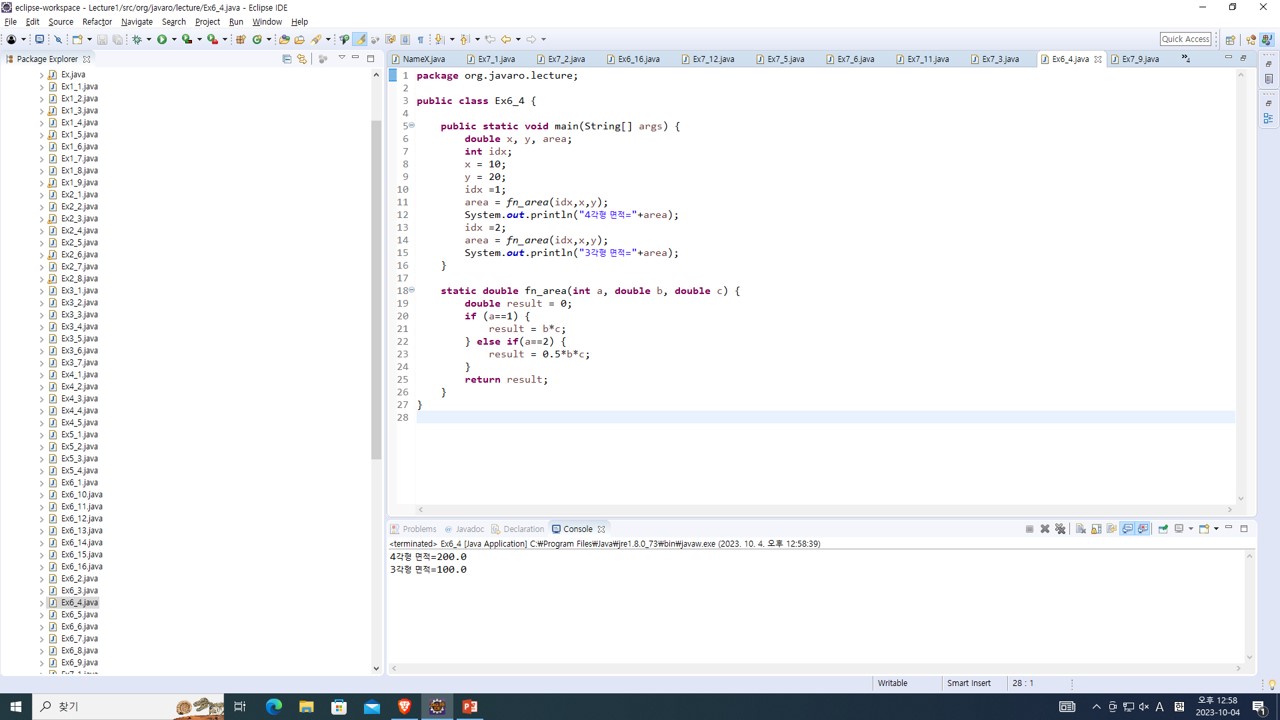 eclipse-workspace - Lecture1/src/org/javaro/lecture/Ex6_4.java - Eclipse IDE
File Edit Source Refactor Navigate Search Project Run Window Help
Quick Access
Package Explorer
Ex.java
Ex1_1.java
Ex1_2.java
Ex1_3.java
Ex1_4.java
Ex1_5.java
Ex1_6.java
Ex1_7.java
Ex1_8.java
Ex1_9.java
Ex2_1.java
Ex2_2.java
Ex2_3.java
Ex2_4.java
Ex2_5.java
Ex2_6.java
Ex2_7.java
Ex2_8.java
Ex3_1.java
Ex3_2.java
Ex3_3.java
Ex3_4.java
Ex3_5.java
Ex3_6.java
Ex3_7.java
Ex4_1.java
Ex4_2.java
Ex4_3.java
Ex4_4.java
Ex4_5.java
Ex5_1.java
Ex5_2.java
Ex5_3.java
Ex5_4.java
Ex6_1.java
Ex6_10.java
Ex6_11.java
Ex6_12.java
Ex6_13.java
Ex6_14.java
Ex6_15.java
Ex6_16.java
Ex6_2.java
Ex6_3.java
Ex6_4.java
Ex6_5.java
Ex6_6.java
Ex6_7.java
Ex6_8.java
Ex6_9.java
NameX.java Ex7_1.java Ex7_2.java Ex6_16.java Ex7_12.java Ex7_5.java Ex7_6.java Ex7_11.java Ex7_3.java Ex6_4.java Ex7_9.java
1 package org.javaro.lecture;
2
3 public class Ex6_4 {
4
5 public static void main(String[] args) {
6 double x, y, area;
7 int idx;
8 x = 10;
9 y = 20;
10 idx =1;
11 area = fn_area(idx,x,y);
12 System.out.println("4각형 면적="+area);
13 idx =2;
14 area = fn_area(idx,x,y);
15 System.out.println("3각형 면적="+area);
16 }
17
18 static double fn_area(int a, double b, double c) {
19 double result = 0;
20 if (a==1) {
21 result = b*c;
22 } else if(a==2) {
23 result = 0.5*b*c;
24 }
25 return result;
26 }
27 }
28
Problems Javadoc Declaration Console
<terminated> Ex6_4 [Java Application] C:₩Program Files₩Java₩jre1.8.0_73₩bin₩javaw.exe (2023. 10. 4. 오후 12:58:39)
4각형 면적=200.0
3각형 면적=100.0
Writable Smart Insert 28 : 1
찾기
A 한 오후 12:58
2023-10-04